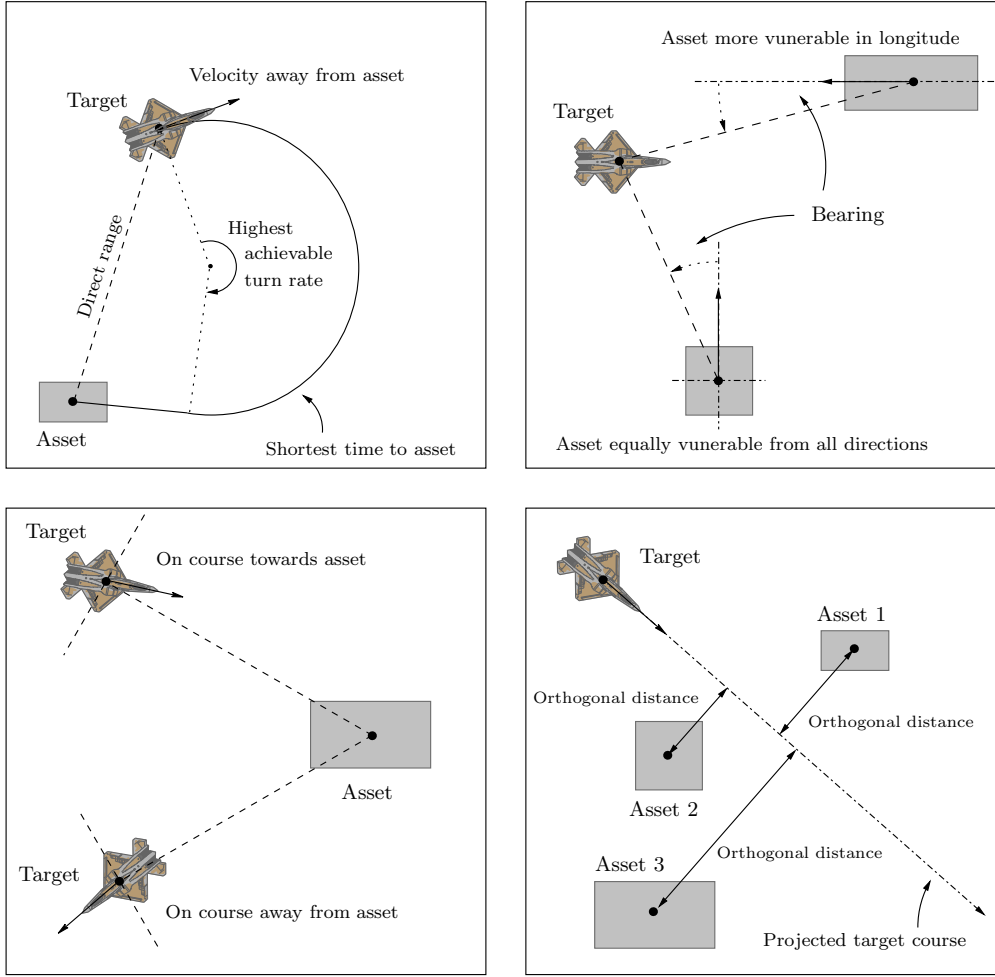 Velocity away from asset
Target
Direct range
Highest
achievable
turn rate
Asset
Shortest time to asset
Asset more vunerable in longitude
Target
Bearing
Asset equally vunerable from all directions
Target
On course towards asset
Asset
Target
On course away from asset
Target
Asset 1
Orthogonal distance
Orthogonal distance
Asset 2
Orthogonal distance
Asset 3
Projected target course